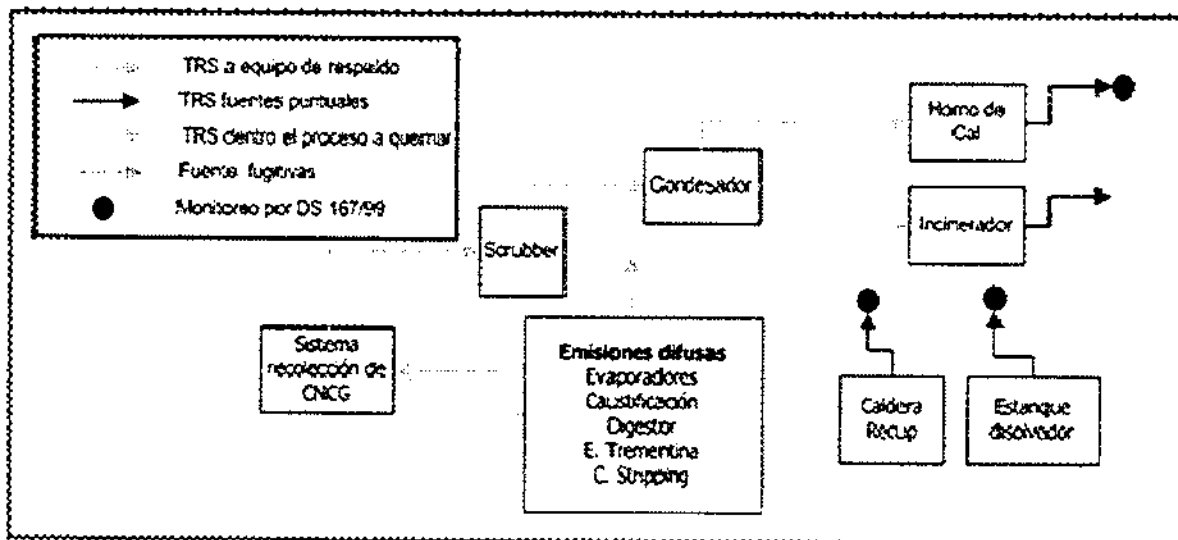 TRS a equipo de respaldo
TRS fuentes puntuales
TRS dentro el proceso a quemar
Fuente fugitivas
Monitoreo por DS 167/99
Horno de
Cal
Condesador
Incinerador
Scrubber
Sistema
recolección de
CNCG
Emisiones difusas
Evaporadores
Caustificación
Digestor
E. Trementina
C. Stripping
Caldera
Recup
Estanque
disolvador